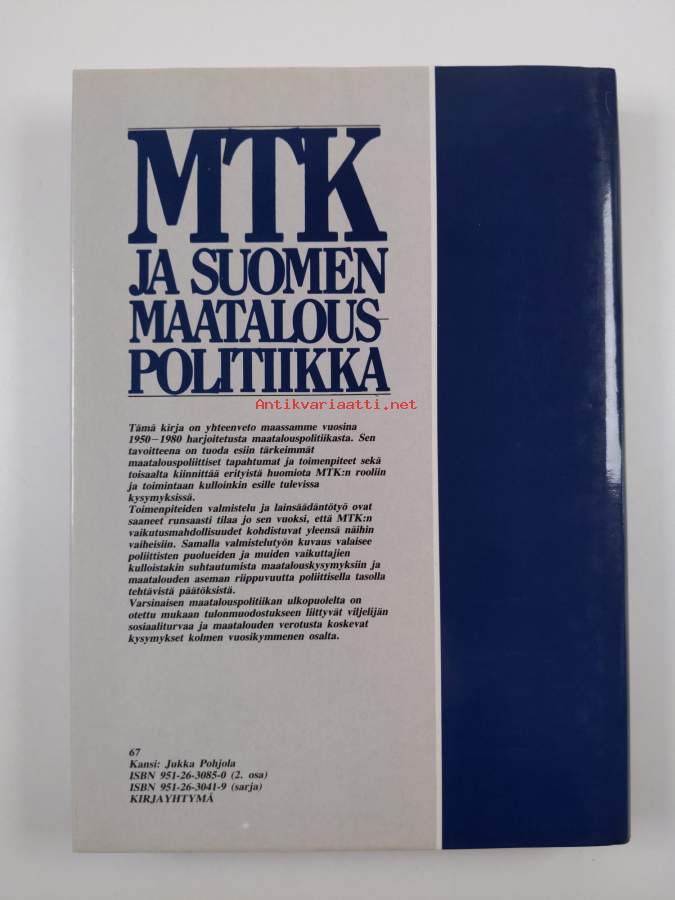 MTK
JA SUOMEN
MAATALOUS-
POLITIIKKA
Antikvariaatti.net
Tämä kirja on yhteenveto maassamme vuosina
1950–1980 harjoitetusta maatalouspolitiikasta. Sen
tavoitteena on tuoda esiin tärkeimmät
maatalouspoliittiset tapahtumat ja toimenpiteet sekä
toisaalta kiinnittää erityistä huomiota MTK:n rooliin
ja toimintaan kulloinkin esille tulevissa
kysymyksissä.
Toimenpiteiden valmistelu ja lainsäädäntötyö ovat
saaneet runsaasti tilaa jo sen vuoksi, että MTK:n
vaikutusmahdollisuudet kohdistuvat yleensä näihin
vaiheisiin. Samalla valmistelutyön kuvaus valaisee
poliittisten puolueiden ja muiden vaikuttajien
kulloistakin suhtautumista maatalouskysymyksiin ja
maatalouden aseman riippuvuutta poliittisella tasolla
tehtävistä päätöksistä.
Varsinaisen maatalouspolitiikan ulkopuolelta on
otettu mukaan tulonmuodostukseen liittyvät viljelijän
sosiaaliturvaa ja maatalouden verotusta koskevat
kysymykset kolmen vuosikymmenen osalta.
67
Kansi: Jukka Pohjola
ISBN 951-26-3085-0 (2. osa)
ISBN 951-26-3041-9 (sarja)
KIRJAYHTYMÄ